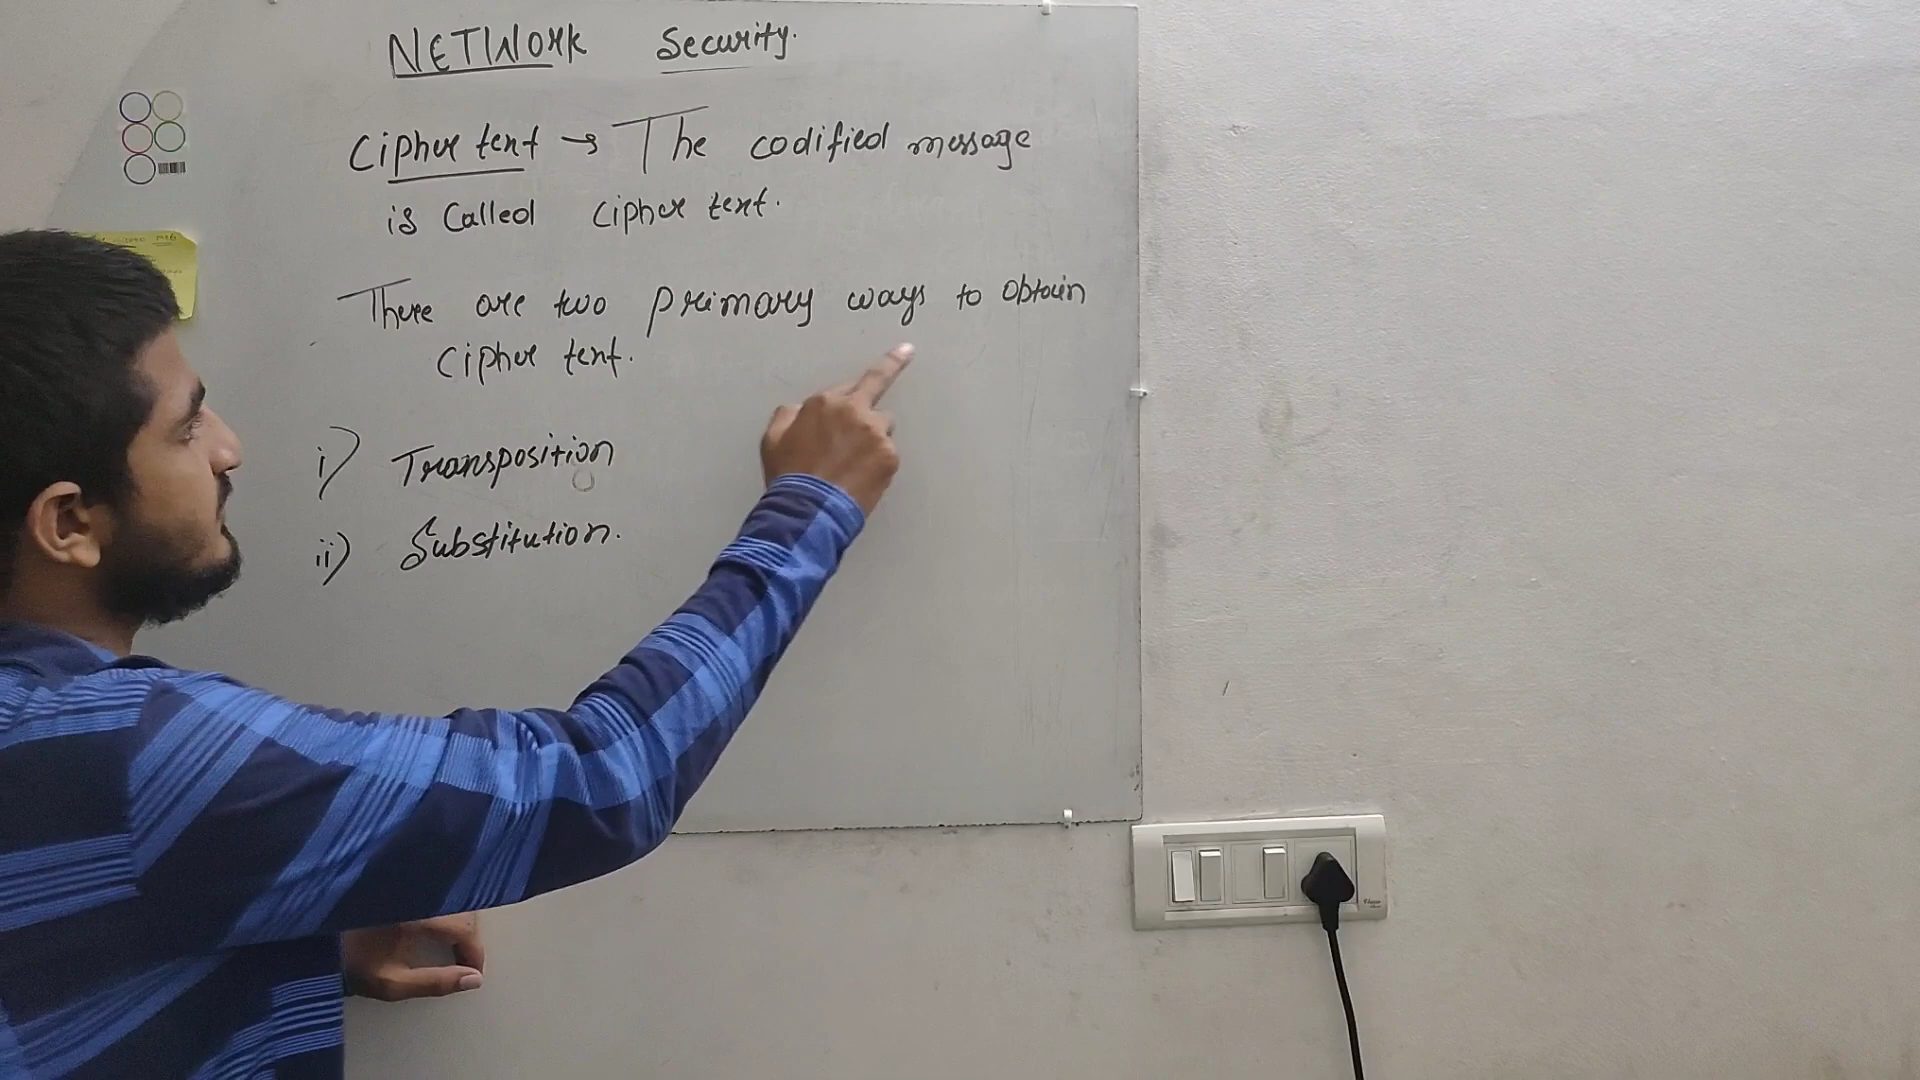 NETWORK Security.
Cipher text → The codified message
is Called Cipher text.
There are two primary ways to obtain
Cipher text.
i) Transposition
ii) Substitution.